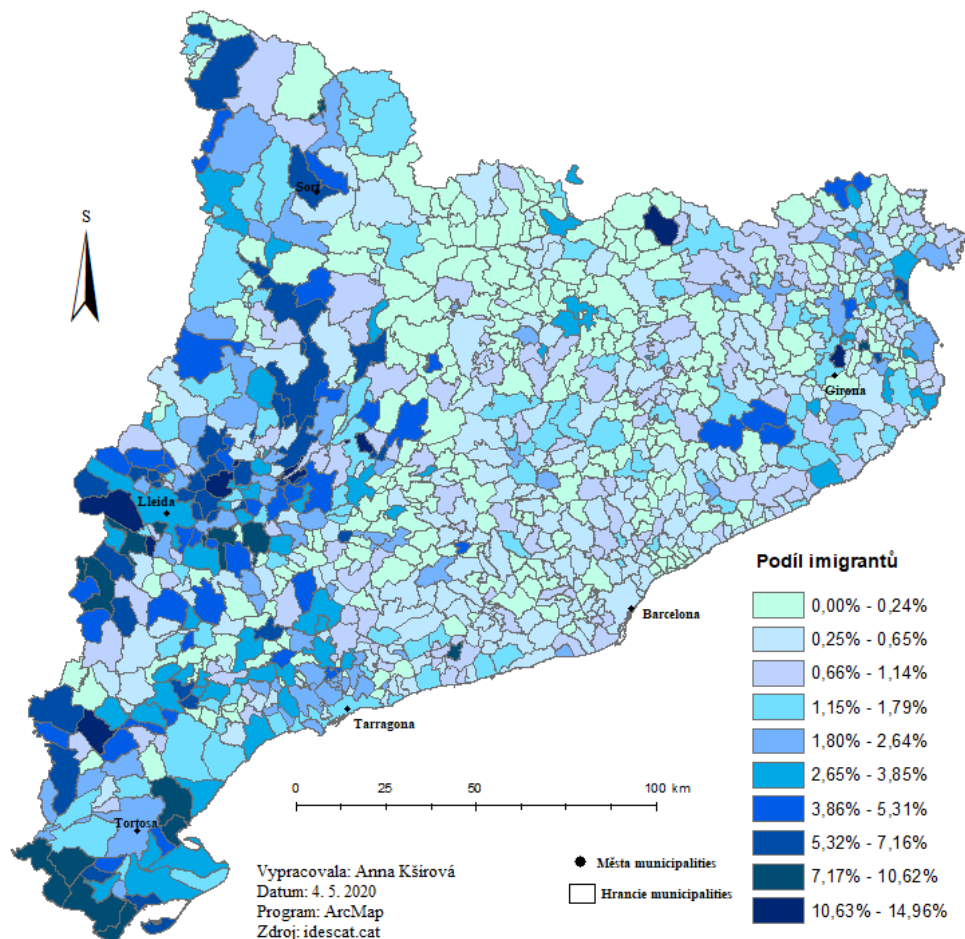 S
Sort
Lleida
Girona
Barcelona
Tarragona
Tortosa
Podíl imigrantů
0,00% - 0,24%
0,25% - 0,65%
0,66% - 1,14%
1,15% - 1,79%
1,80% - 2,64%
2,65% - 3,85%
3,86% - 5,31%
5,32% - 7,16%
7,17% - 10,62%
10,63% - 14,96%
0 25 50 100 km
Vypracovala: Anna Kšírová
Datum: 4. 5. 2020
Program: ArcMap
Zdroj: idescat.cat
Města municipalities
Hrancie municipalities